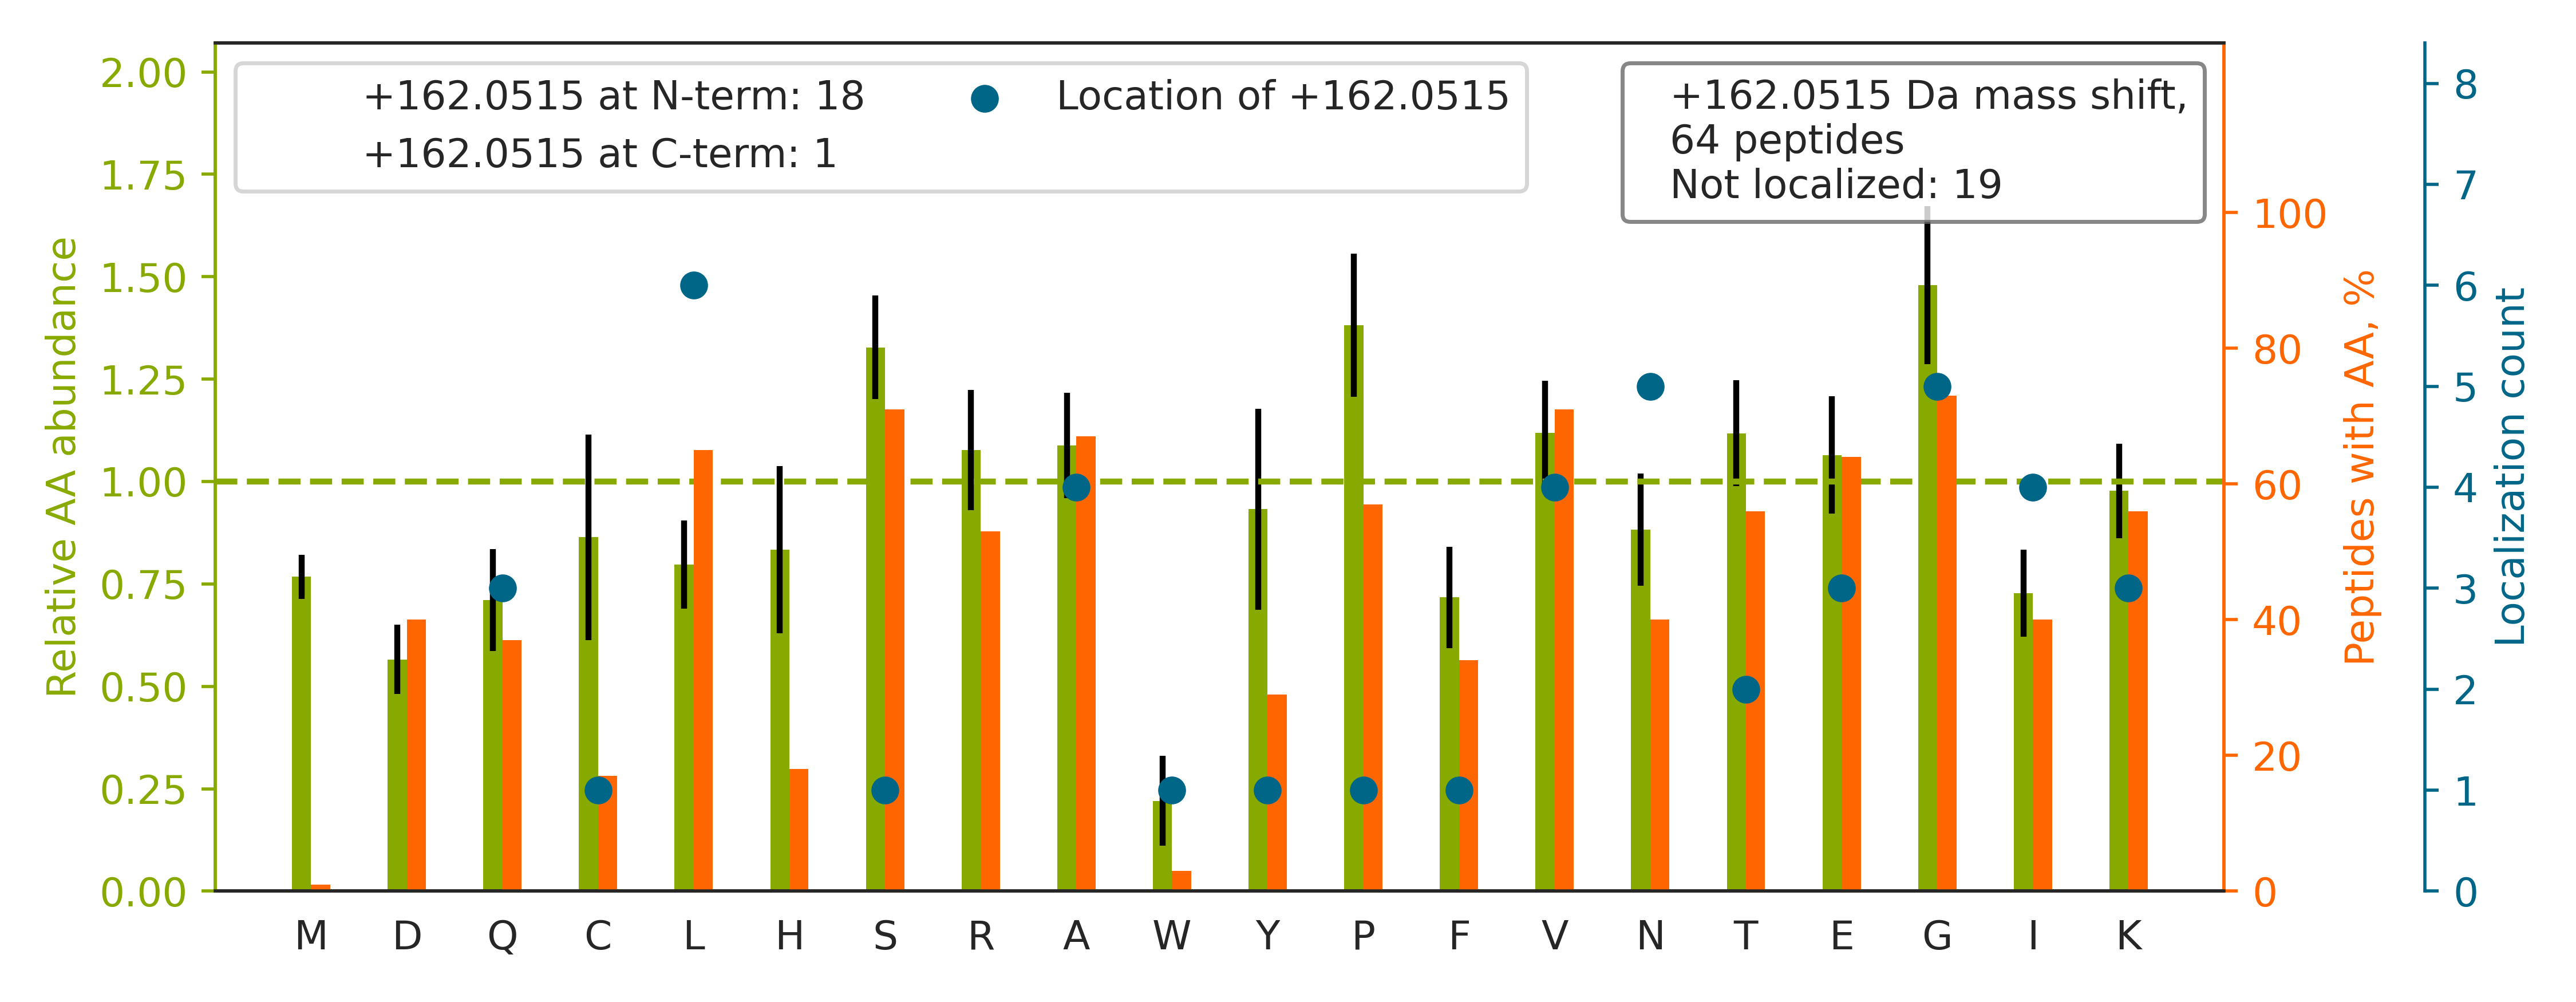 +162.0515 at N-term: 18
+162.0515 at C-term: 1
Location of +162.0515
+162.0515 Da mass shift,
64 peptides
Not localized: 19
Relative AA abundance
2.00
1.75
1.50
1.25
1.00
0.75
0.50
0.25
0.00
M D Q C L H S R A W Y P F V N T E G I K
100
80
60
40
20
0
Peptides with AA, %
8
7
6
5
4
3
2
1
0
Localization count